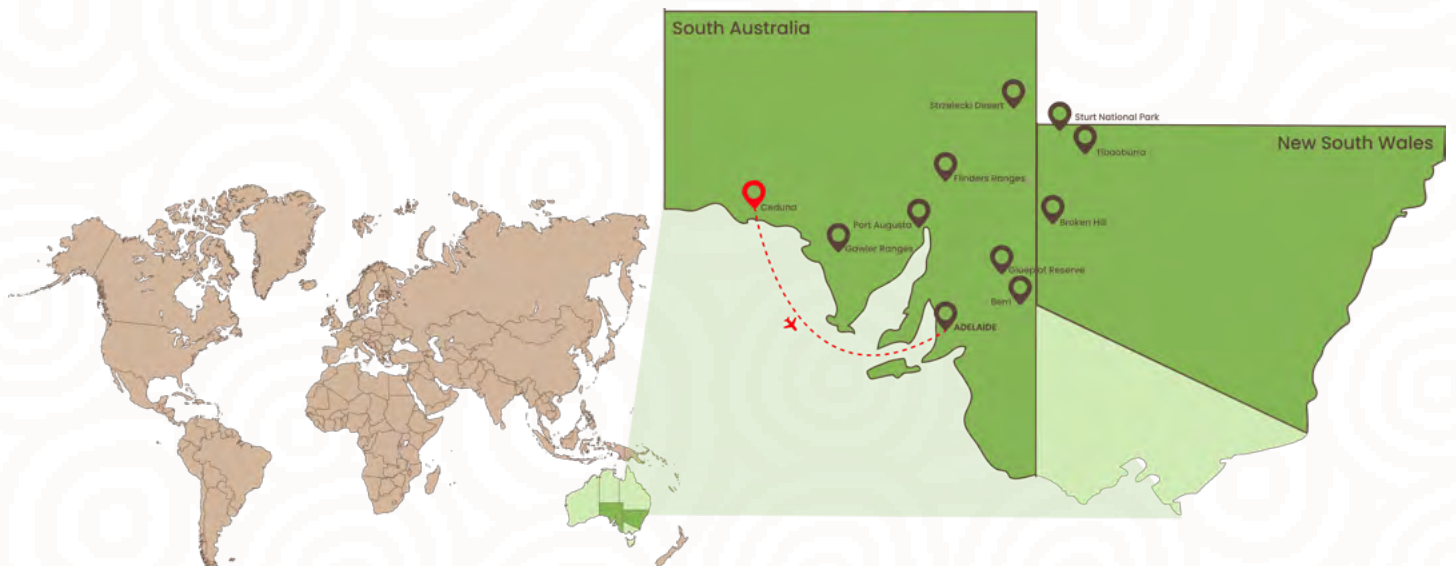 South Australia
Strzelecki Desert
Sturt National Park
Tibooburra
New South Wales
Flinders Ranges
Ceduna
Port Augusta
Broken Hill
Gawler Ranges
Gluepot Reserve
Berri
ADELAIDE